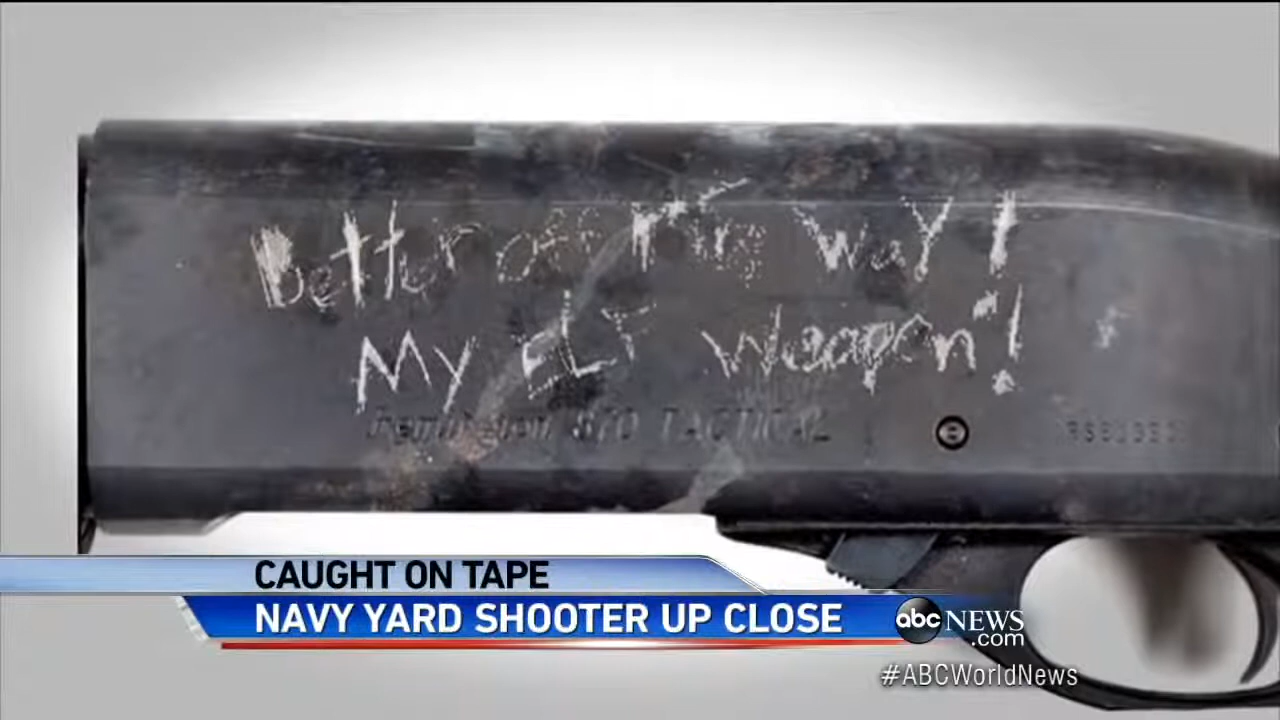 Better off this way!
My ELF weapon!
Remington 870 TACTICAL
CAUGHT ON TAPE
NAVY YARD SHOOTER UP CLOSE
abc NEWS
.com
#ABCWorldNews